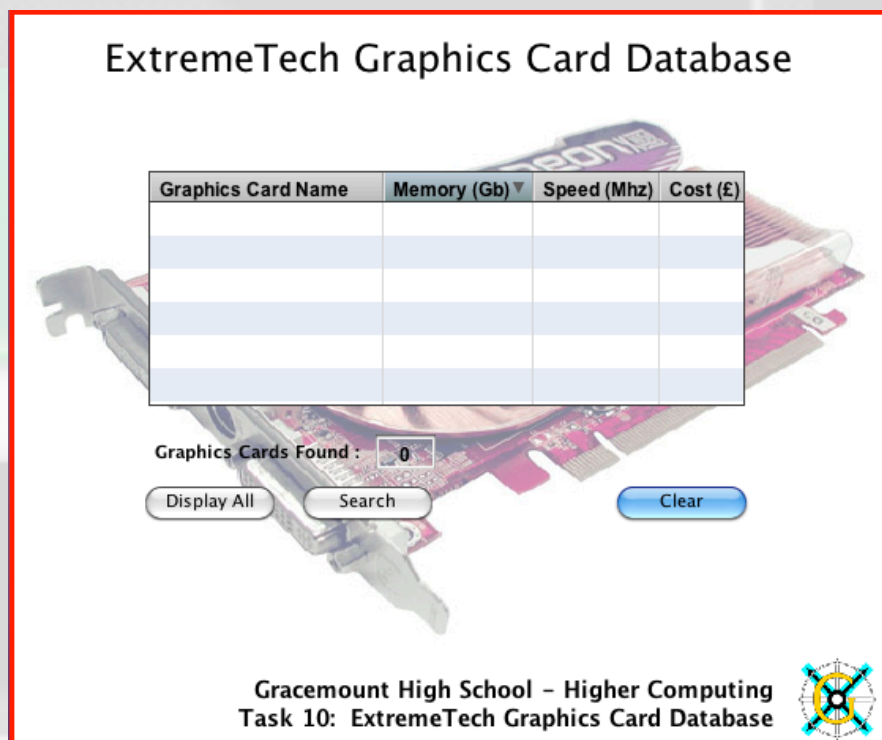 ExtremeTech Graphics Card Database
Graphics Card Name Memory (Gb) Speed (Mhz) Cost (£)
Graphics Cards Found : 0
Display All Search Clear
Gracemount High School – Higher Computing
Task 10: ExtremeTech Graphics Card Database
G